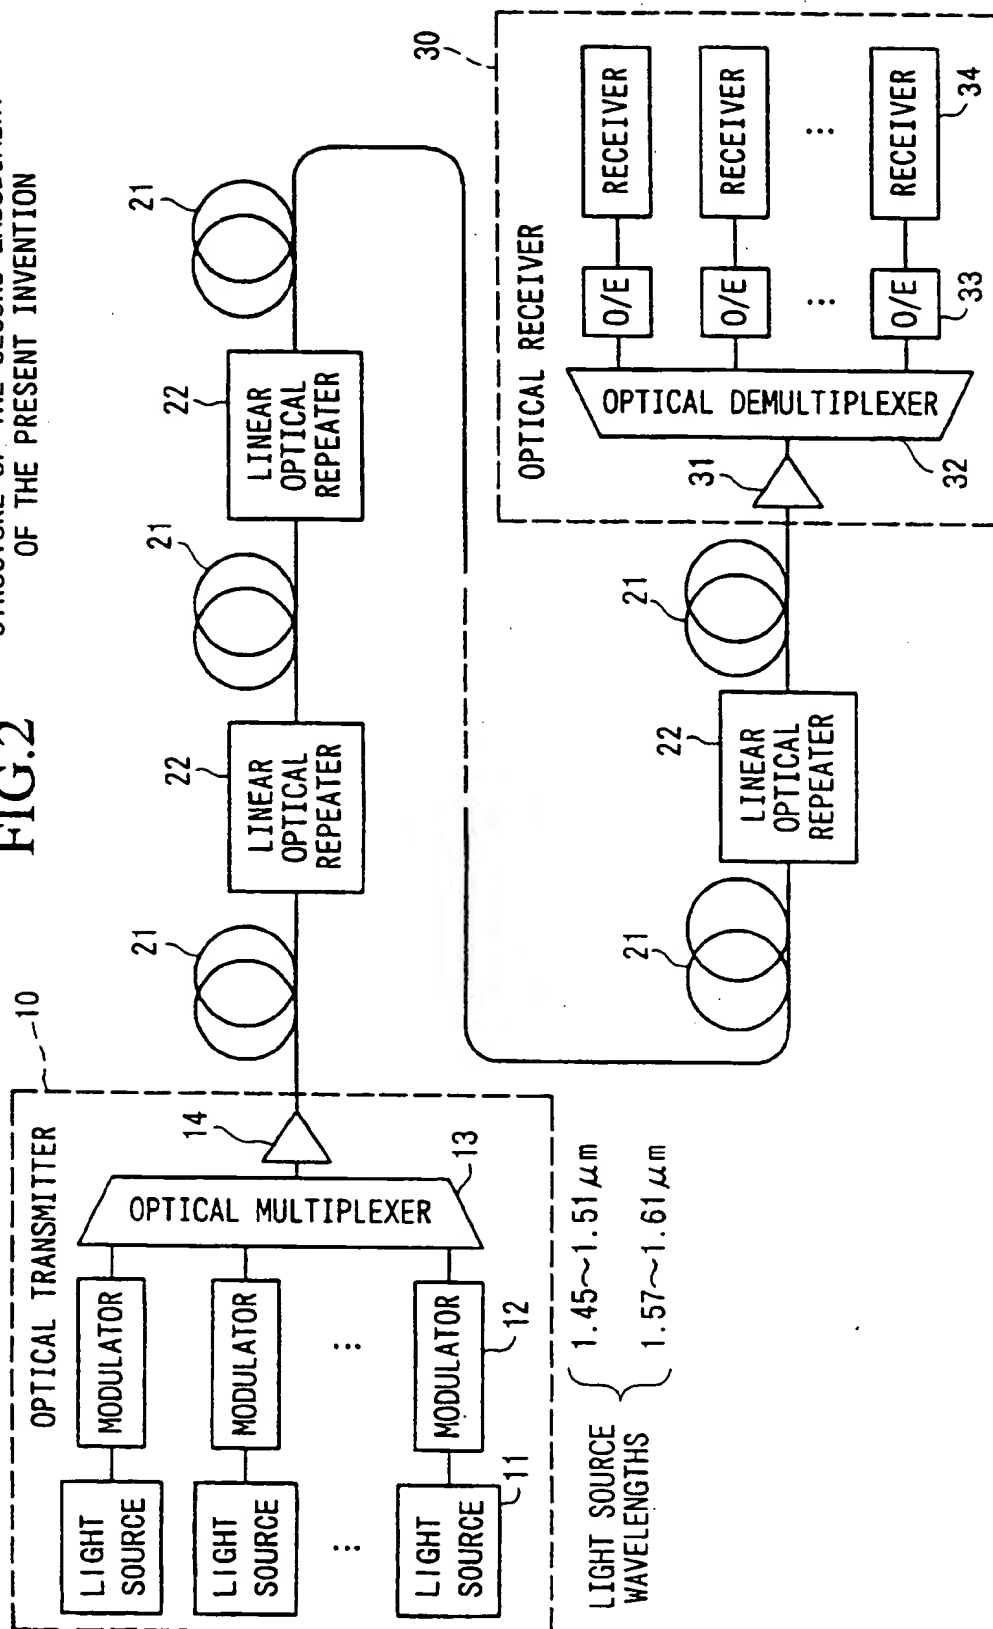 FIG.2
STRUCTURE OF THE SECOND EMBODIMENT
OF THE PRESENT INVENTION
10
OPTICAL TRANSMITTER
LIGHT
SOURCE
MODULATOR
LIGHT
SOURCE
MODULATOR
...
...
LIGHT
SOURCE
MODULATOR
11
12
OPTICAL MULTIPLEXER
13
14
LIGHT SOURCE
WAVELENGTHS
1.45~1.51μm
1.57~1.61μm
21
22
LINEAR
OPTICAL
REPEATER
21
22
LINEAR
OPTICAL
REPEATER
21
21
22
LINEAR
OPTICAL
REPEATER
21
30
OPTICAL RECEIVER
31
OPTICAL DEMULTIPLEXER
32
O/E
RECEIVER
O/E
RECEIVER
...
...
O/E
RECEIVER
33
34